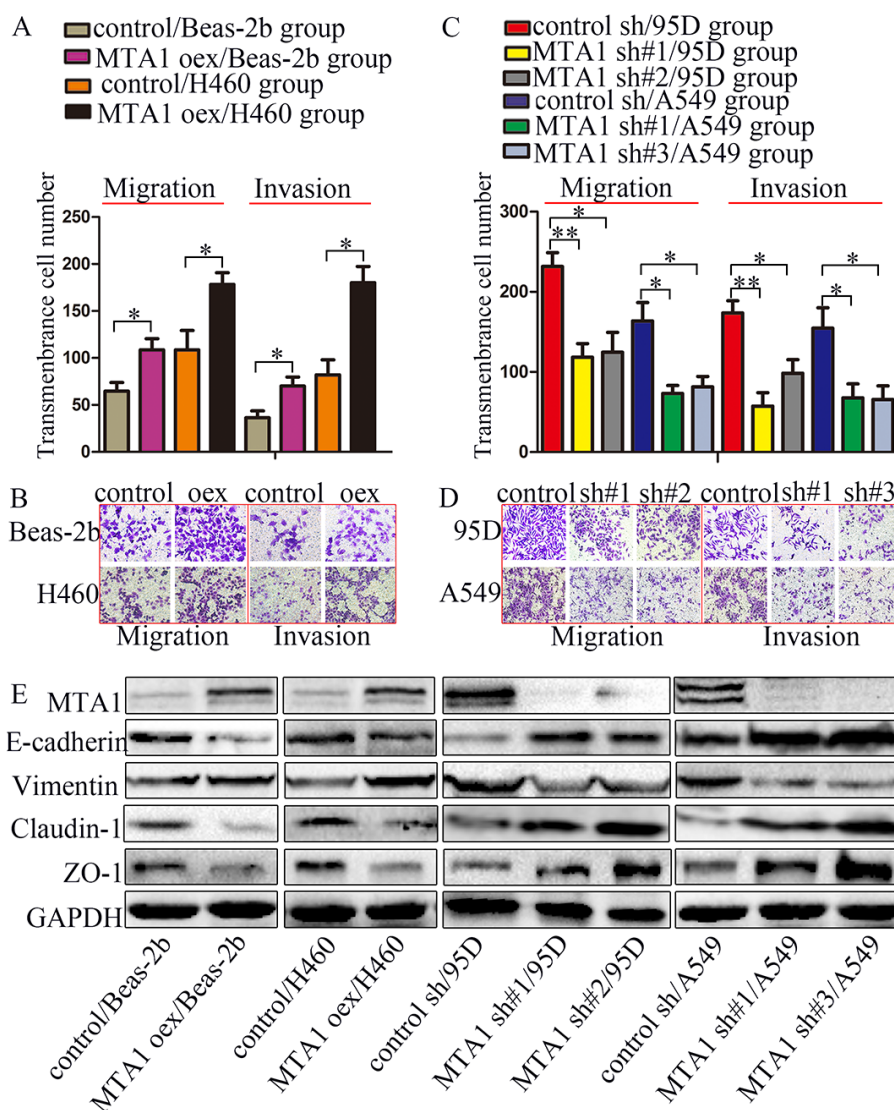 A
control/Beas-2b group
MTA1 oex/Beas-2b group
control/H460 group
MTA1 oex/H460 group
Migration
Invasion
Transmenbrance cell number
250
200
150
100
50
0
*
*
*
*
C
control sh/95D group
MTA1 sh#1/95D group
MTA1 sh#2/95D group
control sh/A549 group
MTA1 sh#1/A549 group
MTA1 sh#3/A549 group
Migration
Invasion
Transmenbrance cell number
300
200
100
0
*
**
*
*
*
**
*
*
B
control oex control oex
Beas-2b
H460
Migration Invasion
D
control sh#1 sh#2 control sh#1 sh#3
95D
A549
Migration Invasion
E
MTA1
E-cadherin
Vimentin
Claudin-1
ZO-1
GAPDH
control/Beas-2b
MTA1 oex/Beas-2b
control/H460
MTA1 oex/H460
control sh/95D
MTA1 sh#1/95D
MTA1 sh#2/95D
control sh/A549
MTA1 sh#1/A549
MTA1 sh#3/A549